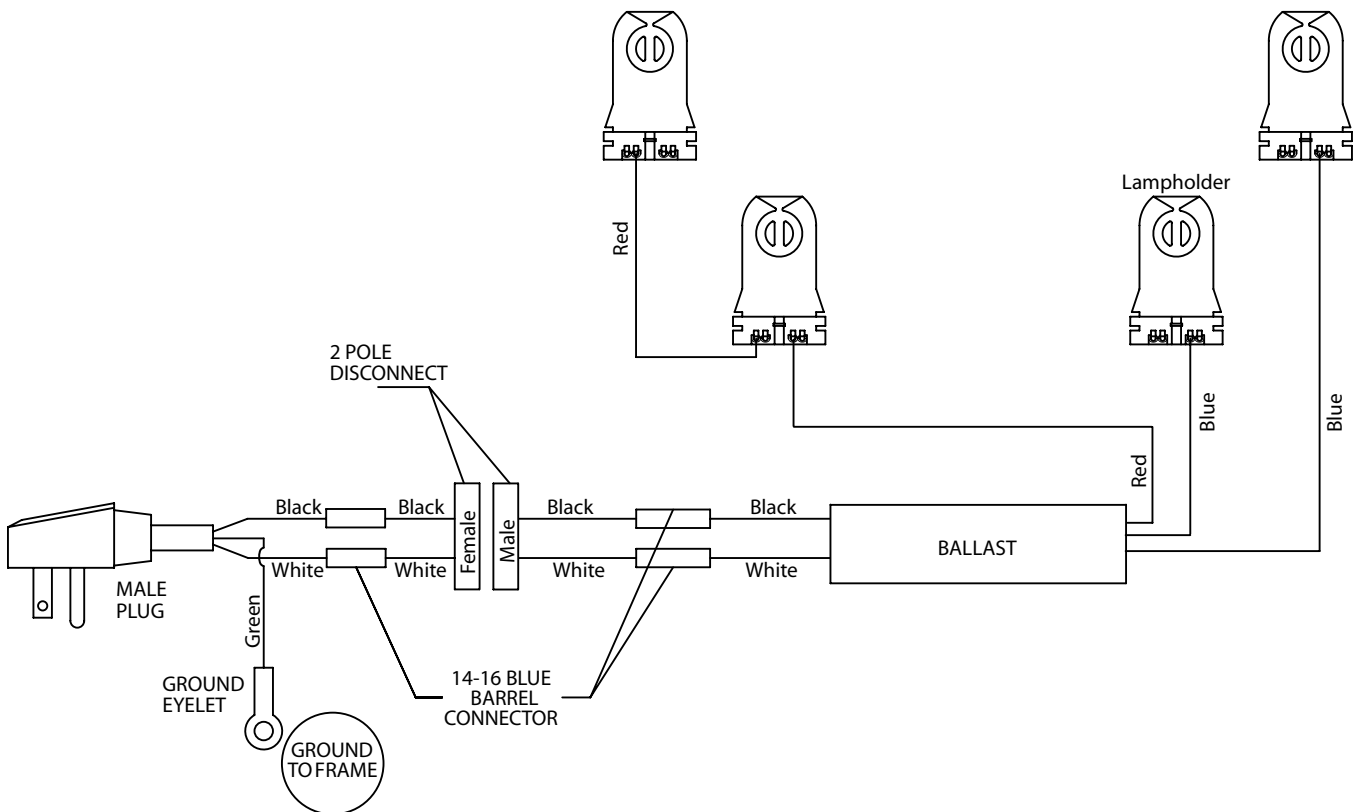 Lampholder
Red
Blue
Blue
2 POLE
DISCONNECT
Red
Black
Black
Black
Black
Female
Male
BALLAST
White
White
White
White
MALE
PLUG
Green
GROUND
EYELET
14-16 BLUE
BARREL
CONNECTOR
GROUND
TO FRAME